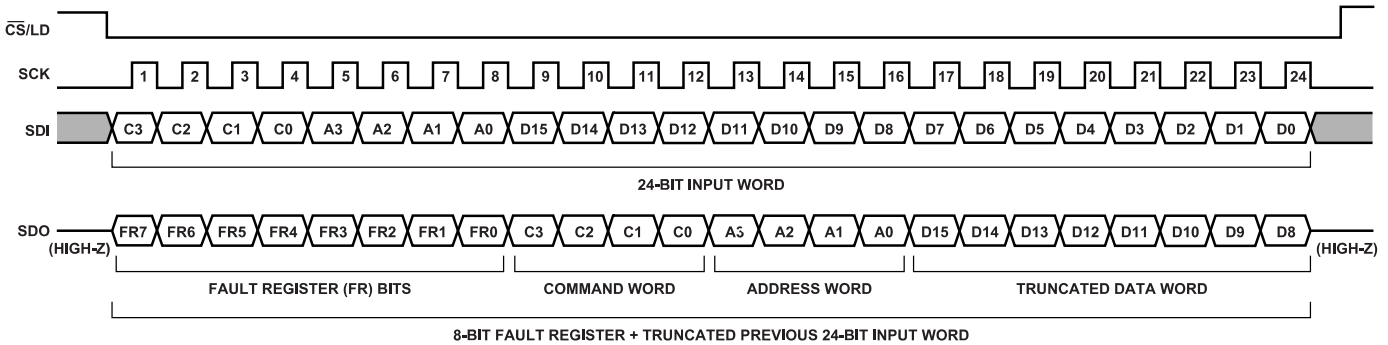 CS/LD
SCK 1 2 3 4 5 6 7 8 9 10 11 12 13 14 15 16 17 18 19 20 21 22 23 24
SDI C3 C2 C1 C0 A3 A2 A1 A0 D15 D14 D13 D12 D11 D10 D9 D8 D7 D6 D5 D4 D3 D2 D1 D0
24-BIT INPUT WORD
SDO FR7 FR6 FR5 FR4 FR3 FR2 FR1 FR0 C3 C2 C1 C0 A3 A2 A1 A0 D15 D14 D13 D12 D11 D10 D9 D8
(HIGH-Z) (HIGH-Z)
FAULT REGISTER (FR) BITS COMMAND WORD ADDRESS WORD TRUNCATED DATA WORD
8-BIT FAULT REGISTER + TRUNCATED PREVIOUS 24-BIT INPUT WORD